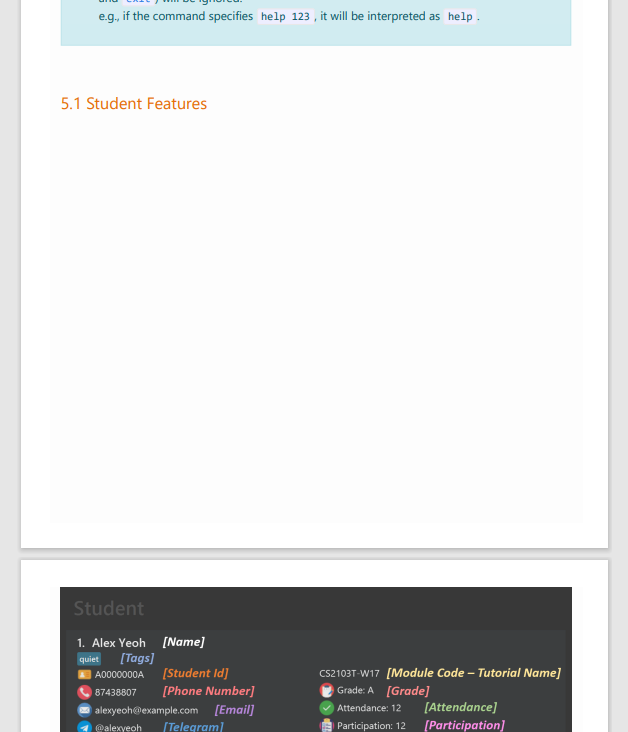 and exit ) will be ignored.
e.g., if the command specifies help 123 , it will be interpreted as help .
5.1 Student Features
Student
1. Alex Yeoh [Name]
quiet [Tags]
A0000000A [Student Id]
CS2103T-W17 [Module Code – Tutorial Name]
87438807 [Phone Number]
Grade: A [Grade]
alexyeoh@example.com [Email]
Attendance: 12 [Attendance]
@alexyeoh [Telegram]
Participation: 12 [Participation]